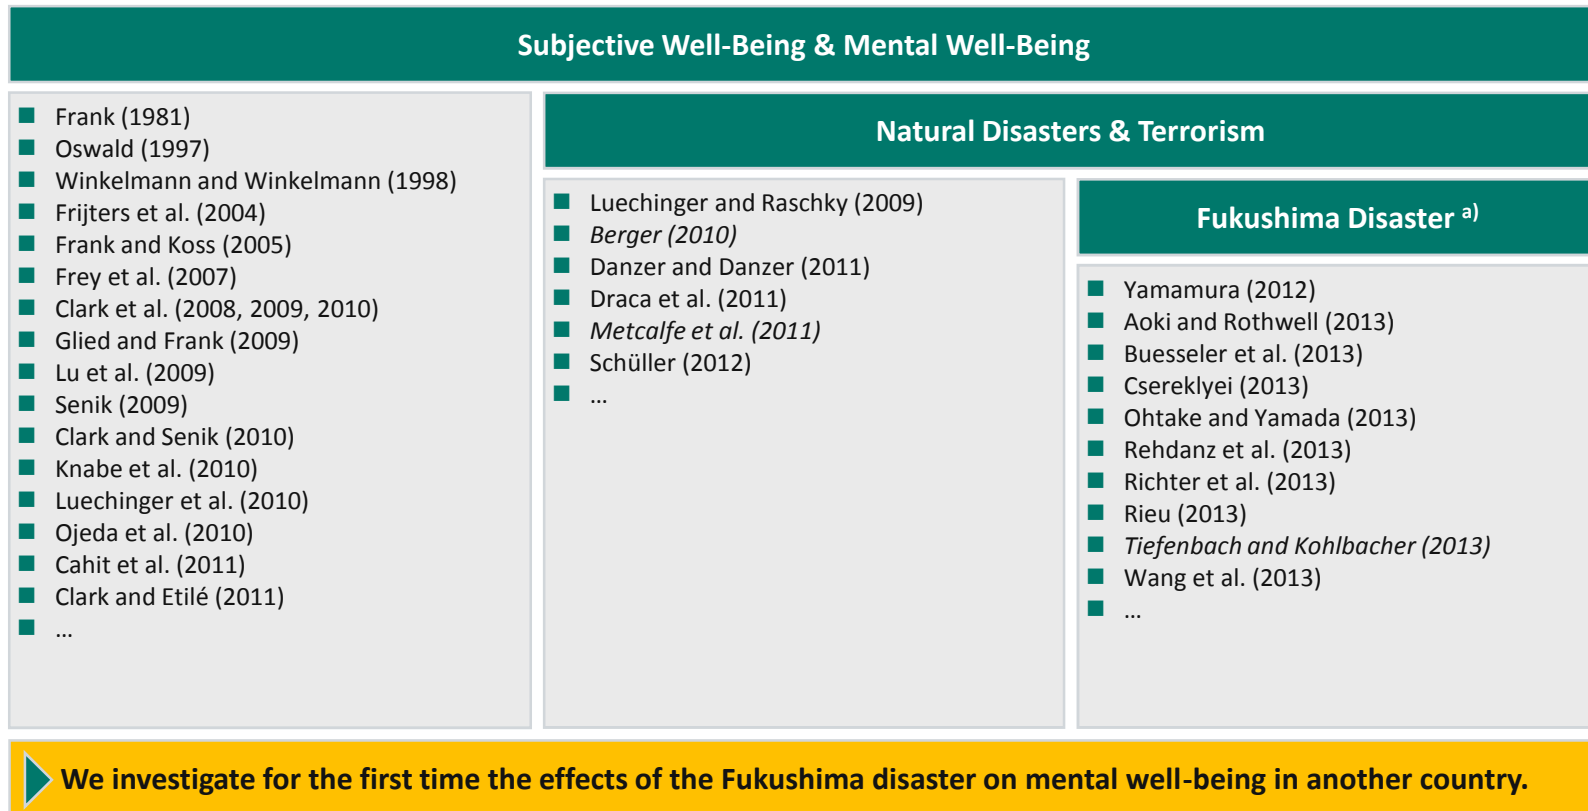 Subjective Well-Being & Mental Well-Being
Frank (1981)
Oswald (1997)
Winkelmann and Winkelmann (1998)
Frijters et al. (2004)
Frank and Koss (2005)
Frey et al. (2007)
Clark et al. (2008, 2009, 2010)
Glied and Frank (2009)
Lu et al. (2009)
Senik (2009)
Clark and Senik (2010)
Knabe et al. (2010)
Luechinger et al. (2010)
Ojeda et al. (2010)
Cahit et al. (2011)
Clark and Etilé (2011)
...
Natural Disasters & Terrorism
Luechinger and Raschky (2009)
Berger (2010)
Danzer and Danzer (2011)
Draca et al. (2011)
Metcalfe et al. (2011)
Schüller (2012)
...
Fukushima Disaster a)
Yamamura (2012)
Aoki and Rothwell (2013)
Buesseler et al. (2013)
Csereklyei (2013)
Ohtake and Yamada (2013)
Rehdanz et al. (2013)
Richter et al. (2013)
Rieu (2013)
Tiefenbach and Kohlbacher (2013)
Wang et al. (2013)
...
We investigate for the first time the effects of the Fukushima disaster on mental well-being in another country.